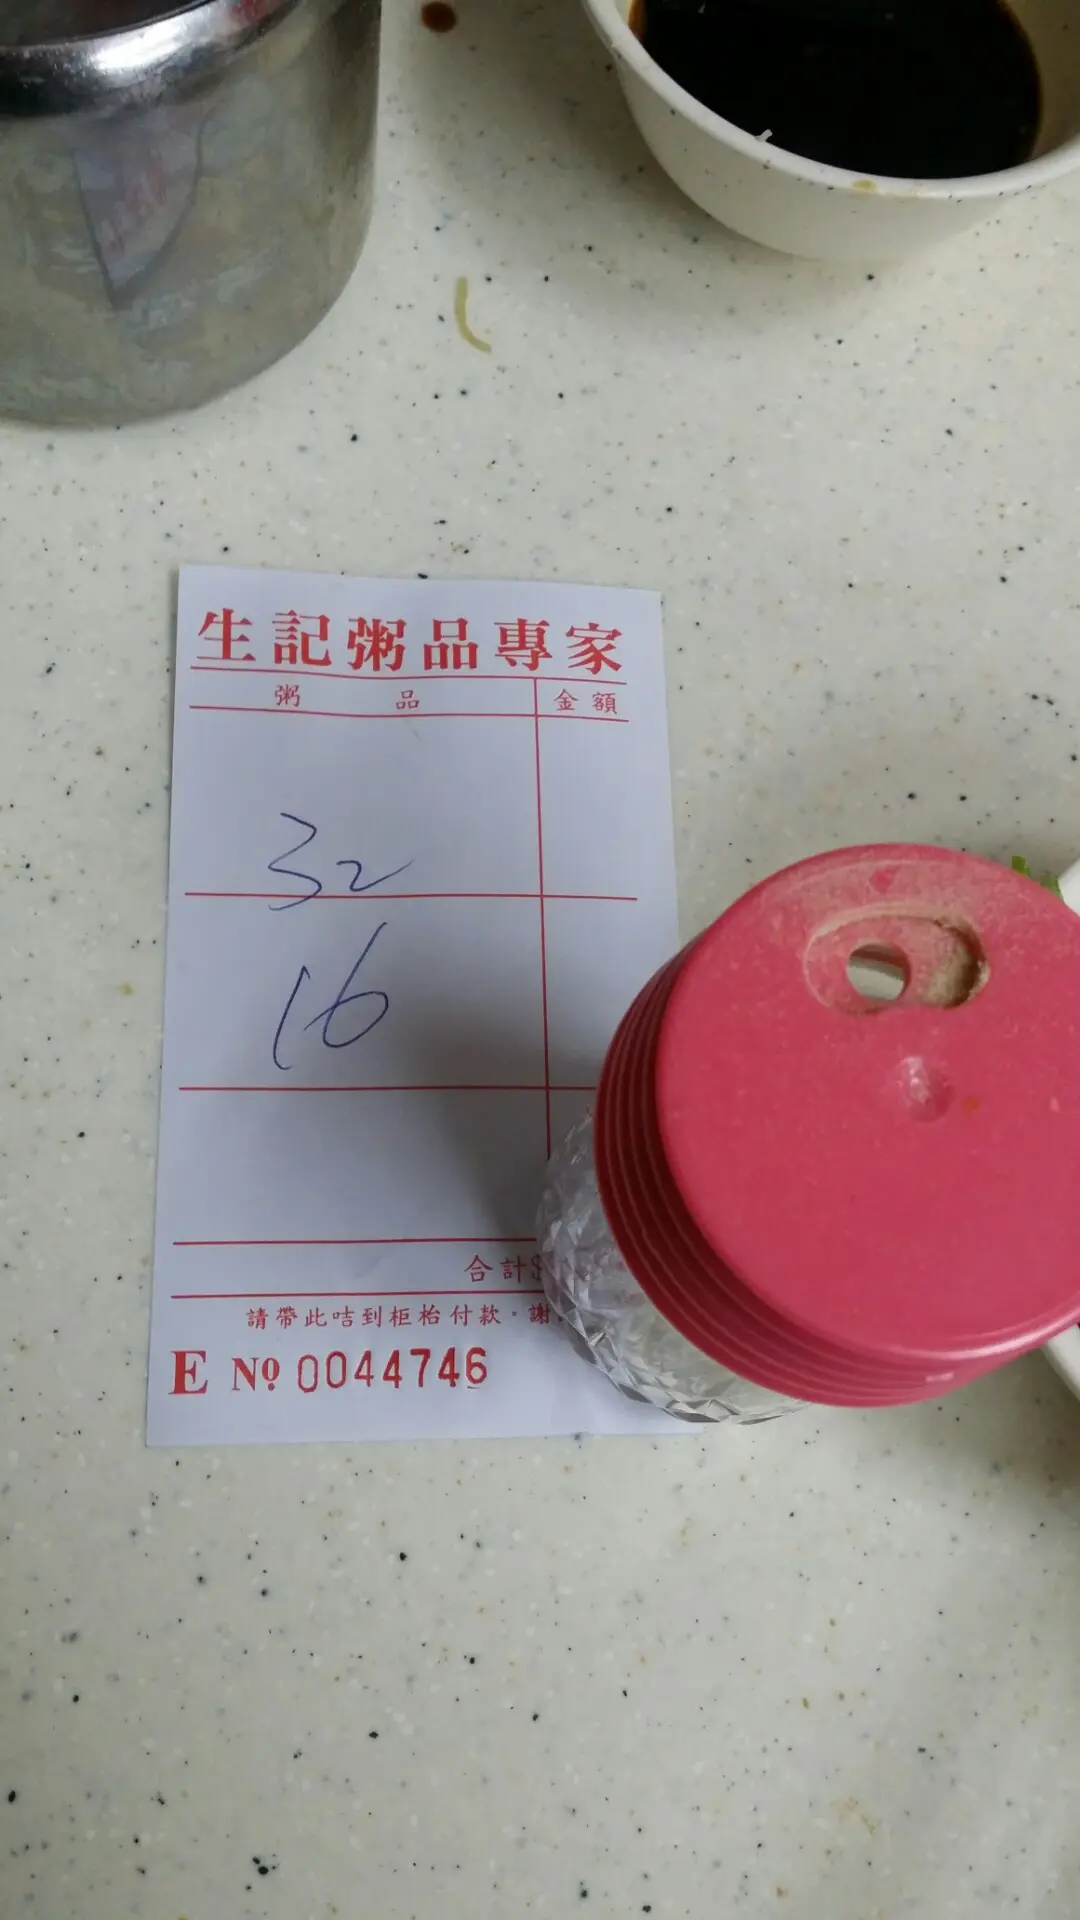 生記粥品專家
粥 品 金額
32
16
合計$
請帶此咭到柜枱付款。謝
E Nº 0044746